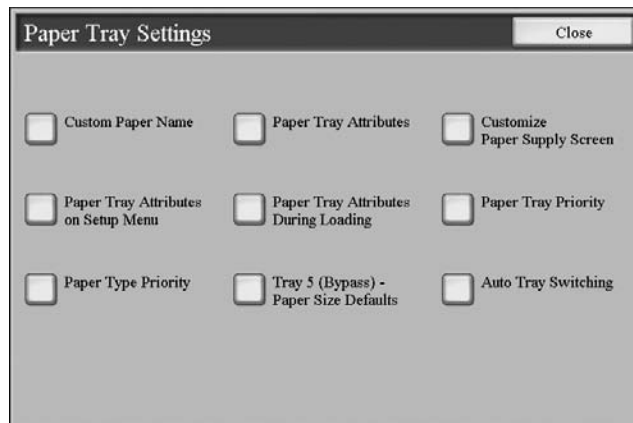 Paper Tray Settings
Close
Custom Paper Name
Paper Tray Attributes
Customize
Paper Supply Screen
Paper Tray Attributes
on Setup Menu
Paper Tray Attributes
During Loading
Paper Tray Priority
Paper Type Priority
Tray 5 (Bypass) -
Paper Size Defaults
Auto Tray Switching